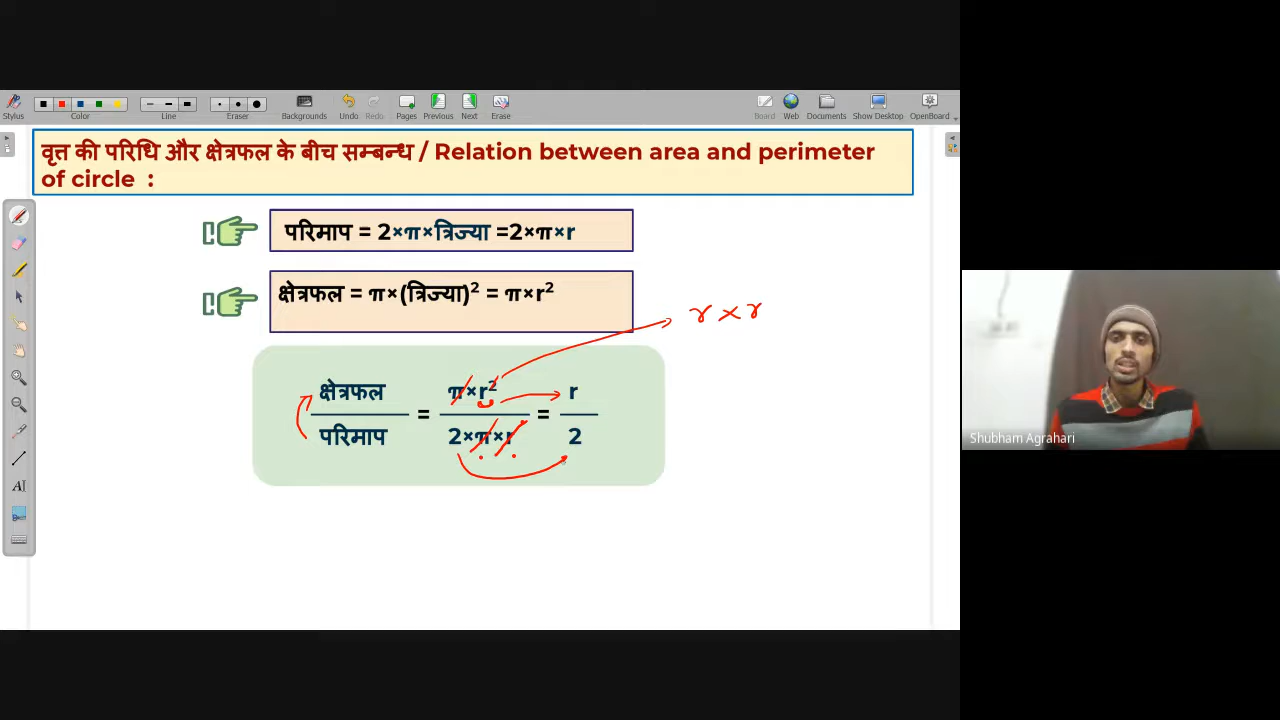 Stylus
Color
Line
Eraser
Backgrounds
Undo
Redo
Pages
Previous
Next
Erase
Board
Web
Documents
Show Desktop
OpenBoard
वृत्त की परिधि और क्षेत्रफल के बीच सम्बन्ध / Relation between area and perimeter
of circle :
परिमाप = 2×π×त्रिज्या =2×π×r
क्षेत्रफल = π×(त्रिज्या)² = π×r²
r × r
क्षेत्रफल / परिमाप = π×r² / 2×π×r = r / 2
Shubham Agrahari